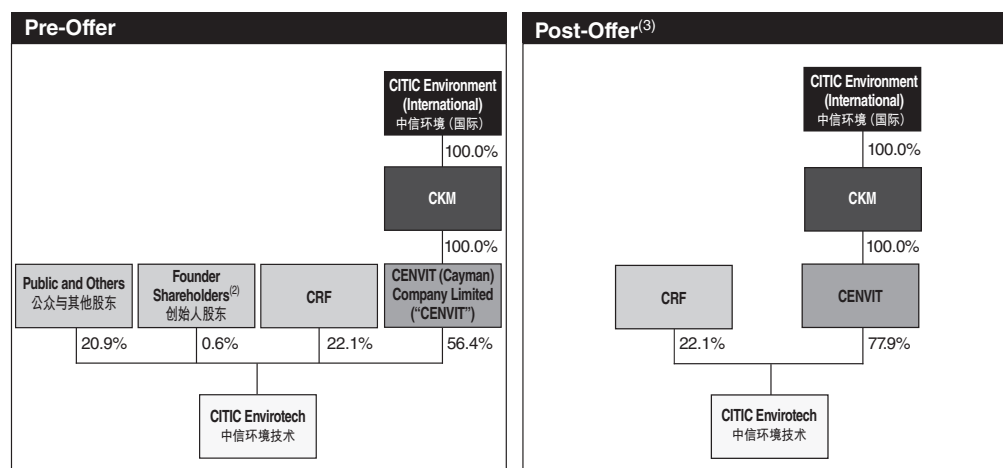 Pre-Offer
CITIC Environment
(International)
中信环境（国际）
100.0%
CKM
100.0%
Public and Others
公众与其他股东
Founder
Shareholders(2)
创始人股东
CRF
CENVIT (Cayman)
Company Limited
(“CENVIT”)
20.9%
0.6%
22.1%
56.4%
CITIC Envirotech
中信环境技术
Post-Offer(3)
CITIC Environment
(International)
中信环境（国际）
100.0%
CKM
100.0%
CRF
CENVIT
22.1%
77.9%
CITIC Envirotech
中信环境技术